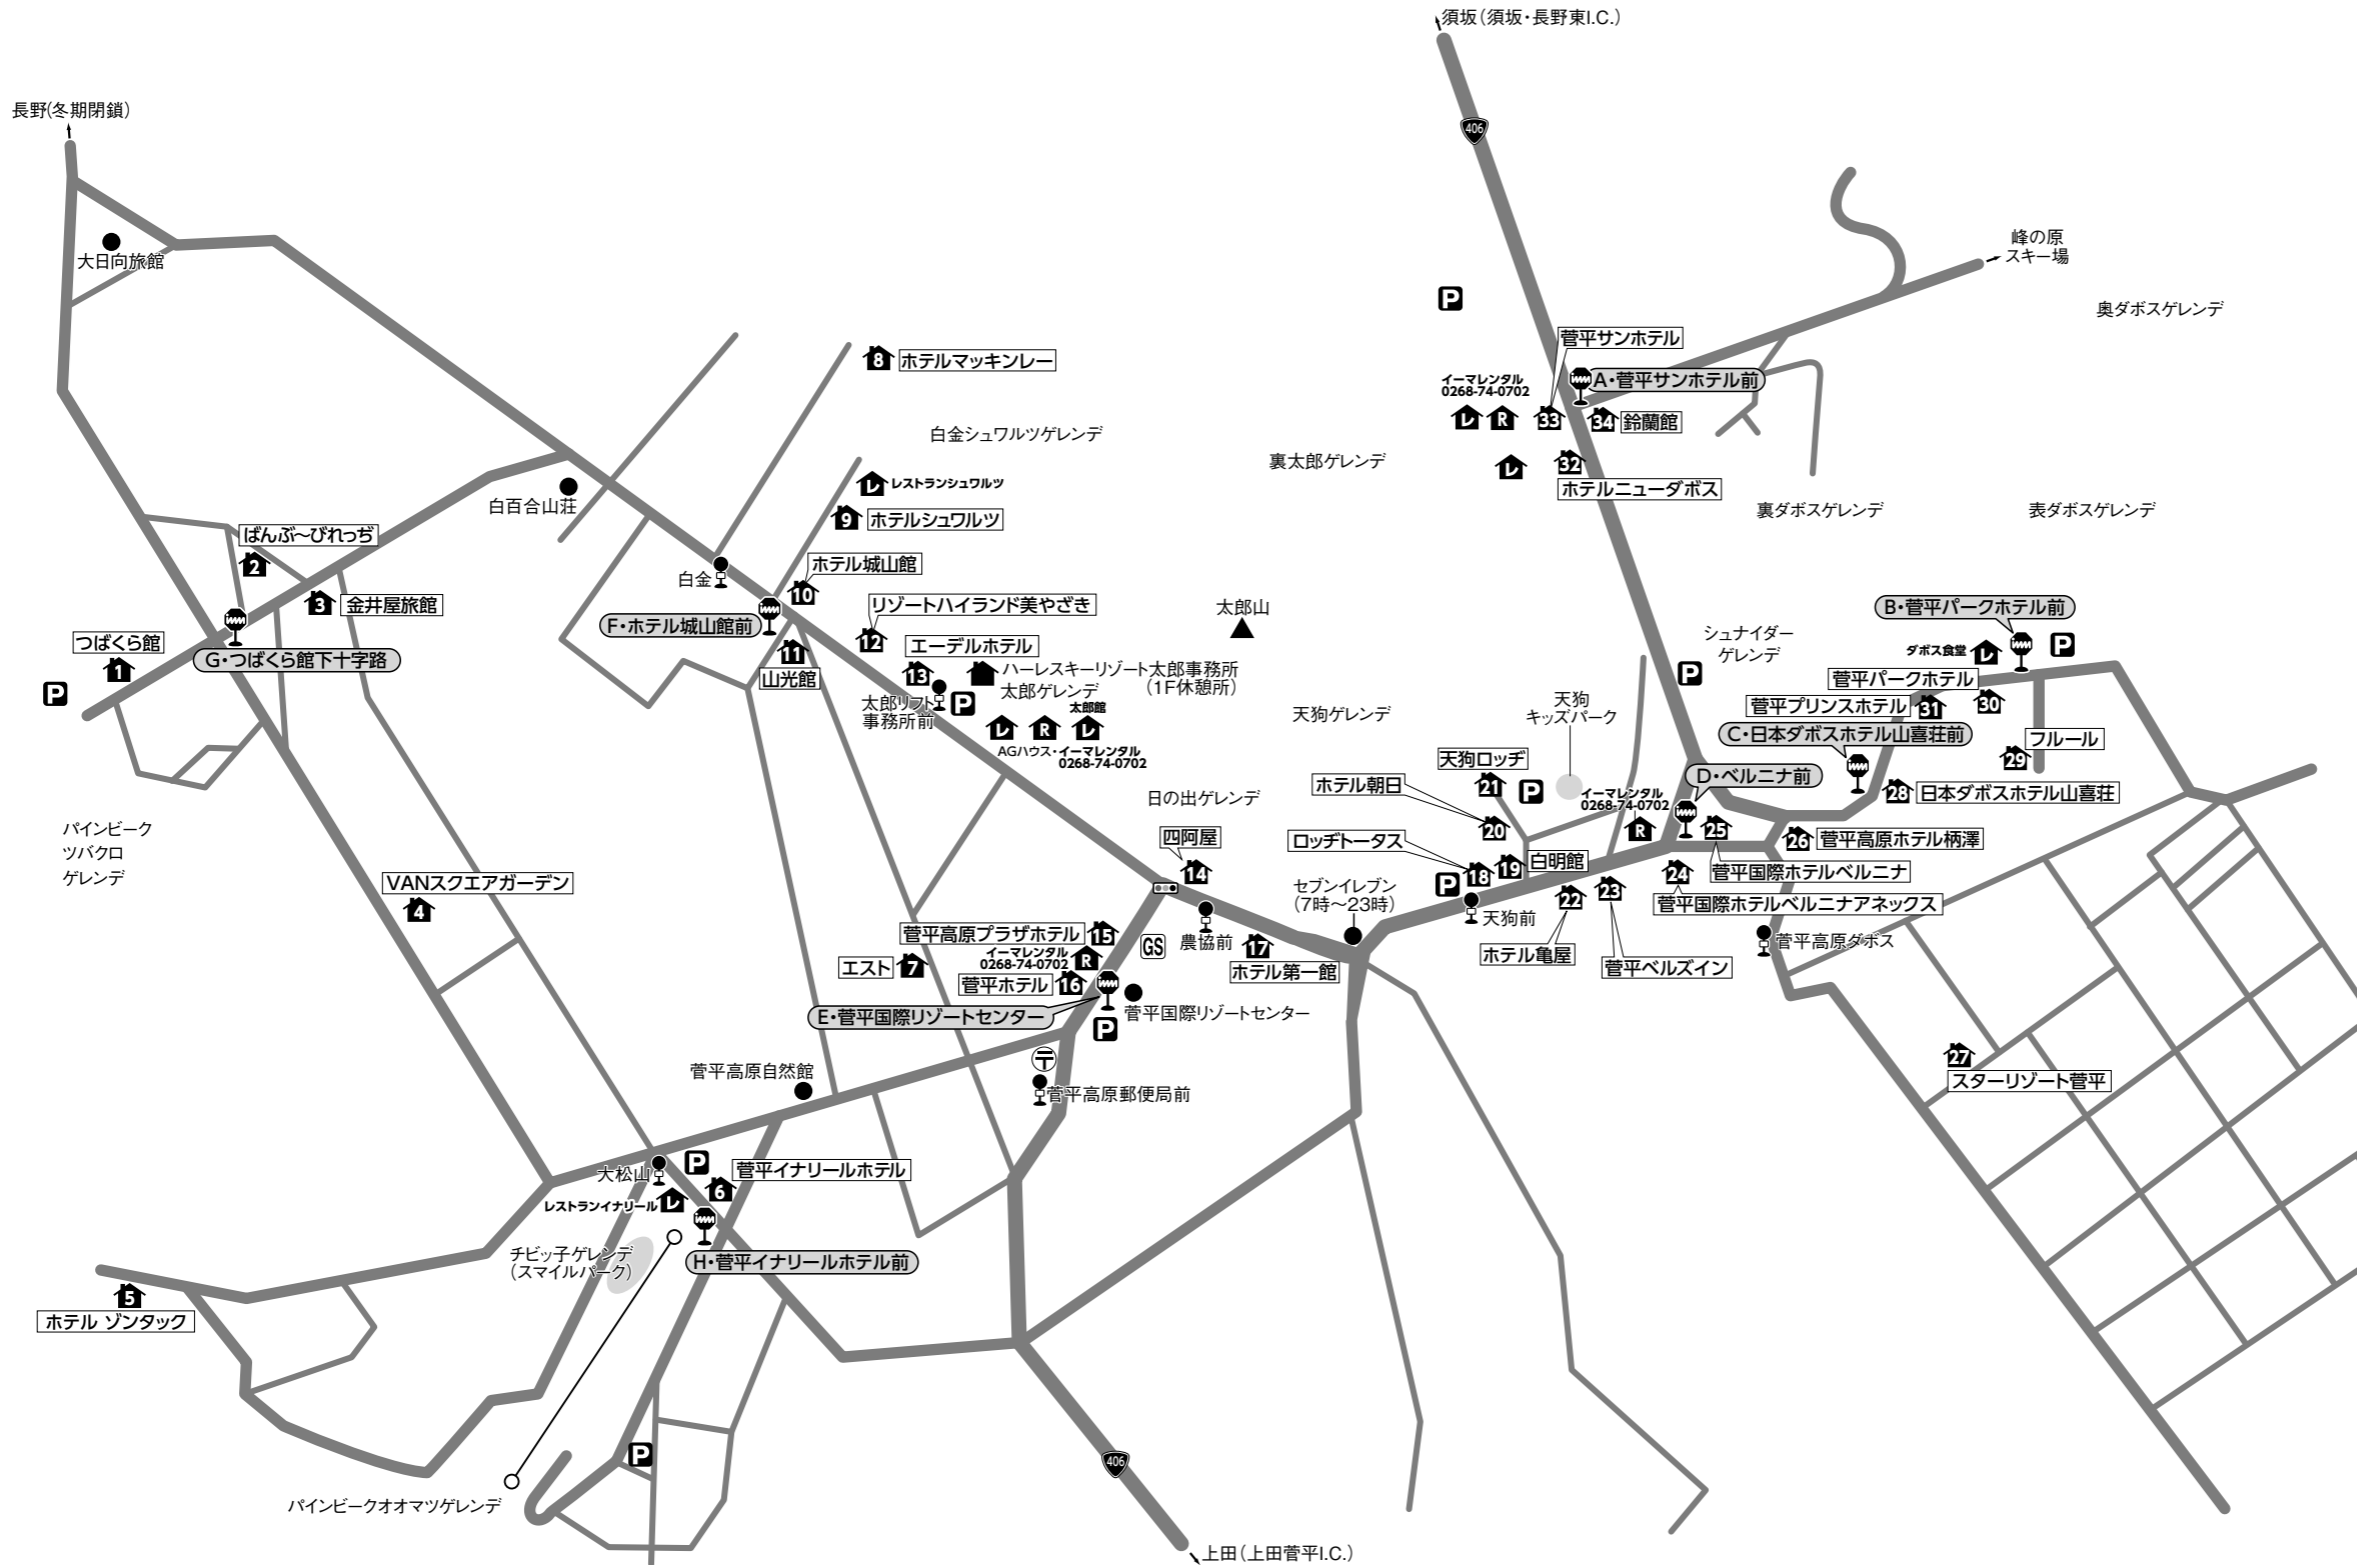 須坂（須坂・長野東I.C.）
406
長野(冬期閉鎖)
大日向旅館
峰の原
スキー場
奥ダボスゲレンデ
P
菅平サンホテル
8 ホテルマッキンレー
イーマレンタル
0268-74-0702
A・菅平サンホテル前
レ R 33
34 鈴蘭館
白金シュワルツゲレンデ
裏太郎ゲレンデ
レ 32
ホテルニューダボス
レ レストランシュワルツ
白百合山荘
9 ホテルシュワルツ
裏ダボスゲレンデ
表ダボスゲレンデ
ばんぶ～びれっぢ
2
ホテル城山館
白金
10
3 金井屋旅館
リゾートハイランド美やざき
12
太郎山
B・菅平パークホテル前
F・ホテル城山館前
つばくら館
1
G・つばくら館下十字路
P
11
山光館
エーデルホテル
13
ハーレスキーリゾート太郎事務所
（1F休憩所）
太郎ゲレンデ
太郎リフト
事務所前
P
太郎館
レ R レ
AGハウス・イーマレンタル
0268-74-0702
シュナイダー
ゲレンデ
P
ダボス食堂 レ
P
菅平パークホテル
30
菅平プリンスホテル 31
C・日本ダボスホテル山喜荘前
フルール
29
天狗
キッズパーク
天狗ゲレンデ
天狗ロッヂ
21
P
D・ベルニナ前
28 日本ダボスホテル山喜荘
ホテル朝日
20
イーマレンタル
0268-74-0702
R
25
26 菅平高原ホテル柄澤
日の出ゲレンデ
パインビーク
ツバクロ
ゲレンデ
四阿屋
14
ロッヂトータス
18
19 白明館
P
菅平国際ホテルベルニナ
24
菅平国際ホテルベルニナアネックス
VANスクエアガーデン
4
セブンイレブン
（7時～23時）
22
23
天狗前
ホテル亀屋
菅平ベルズイン
菅平高原ダボス
農協前
17
ホテル第一館
菅平高原プラザホテル 15
GS
イーマレンタル
0268-74-0702
R
エスト 7
菅平ホテル 16
E・菅平国際リゾートセンター
菅平国際リゾートセンター
P
〒
菅平高原郵便局前
27
スターリゾート菅平
菅平高原自然館
大松山
P
菅平イナリールホテル
6
レストランイナリール レ
チビッ子ゲレンデ
（スマイルパーク）
H・菅平イナリールホテル前
5
ホテル ゾンタック
P
406
パインビークオオマツゲレンデ
上田（上田菅平I.C.）